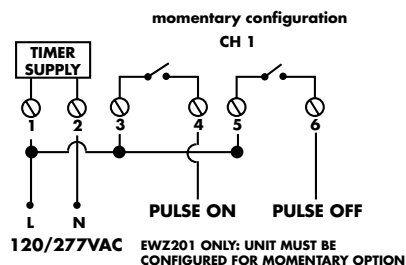 momentary configuration
CH 1
TIMER
SUPPLY
1 2 3 4 5 6
L N
PULSE ON PULSE OFF
120/277VAC
EWZ201 ONLY: UNIT MUST BE
CONFIGURED FOR MOMENTARY OPTION